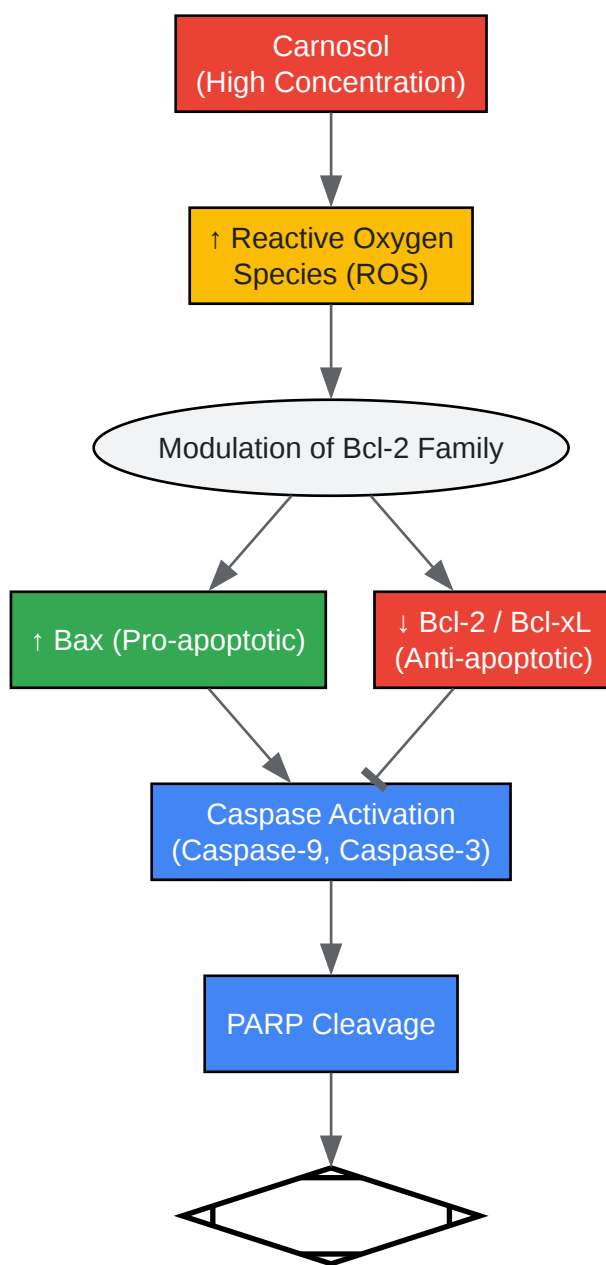 Carnosol
(High Concentration)
↑ Reactive Oxygen
Species (ROS)
Modulation of Bcl-2 Family
↑ Bax (Pro-apoptotic)
↓ Bcl-2 / Bcl-xL
(Anti-apoptotic)
Caspase Activation
(Caspase-9, Caspase-3)
PARP Cleavage